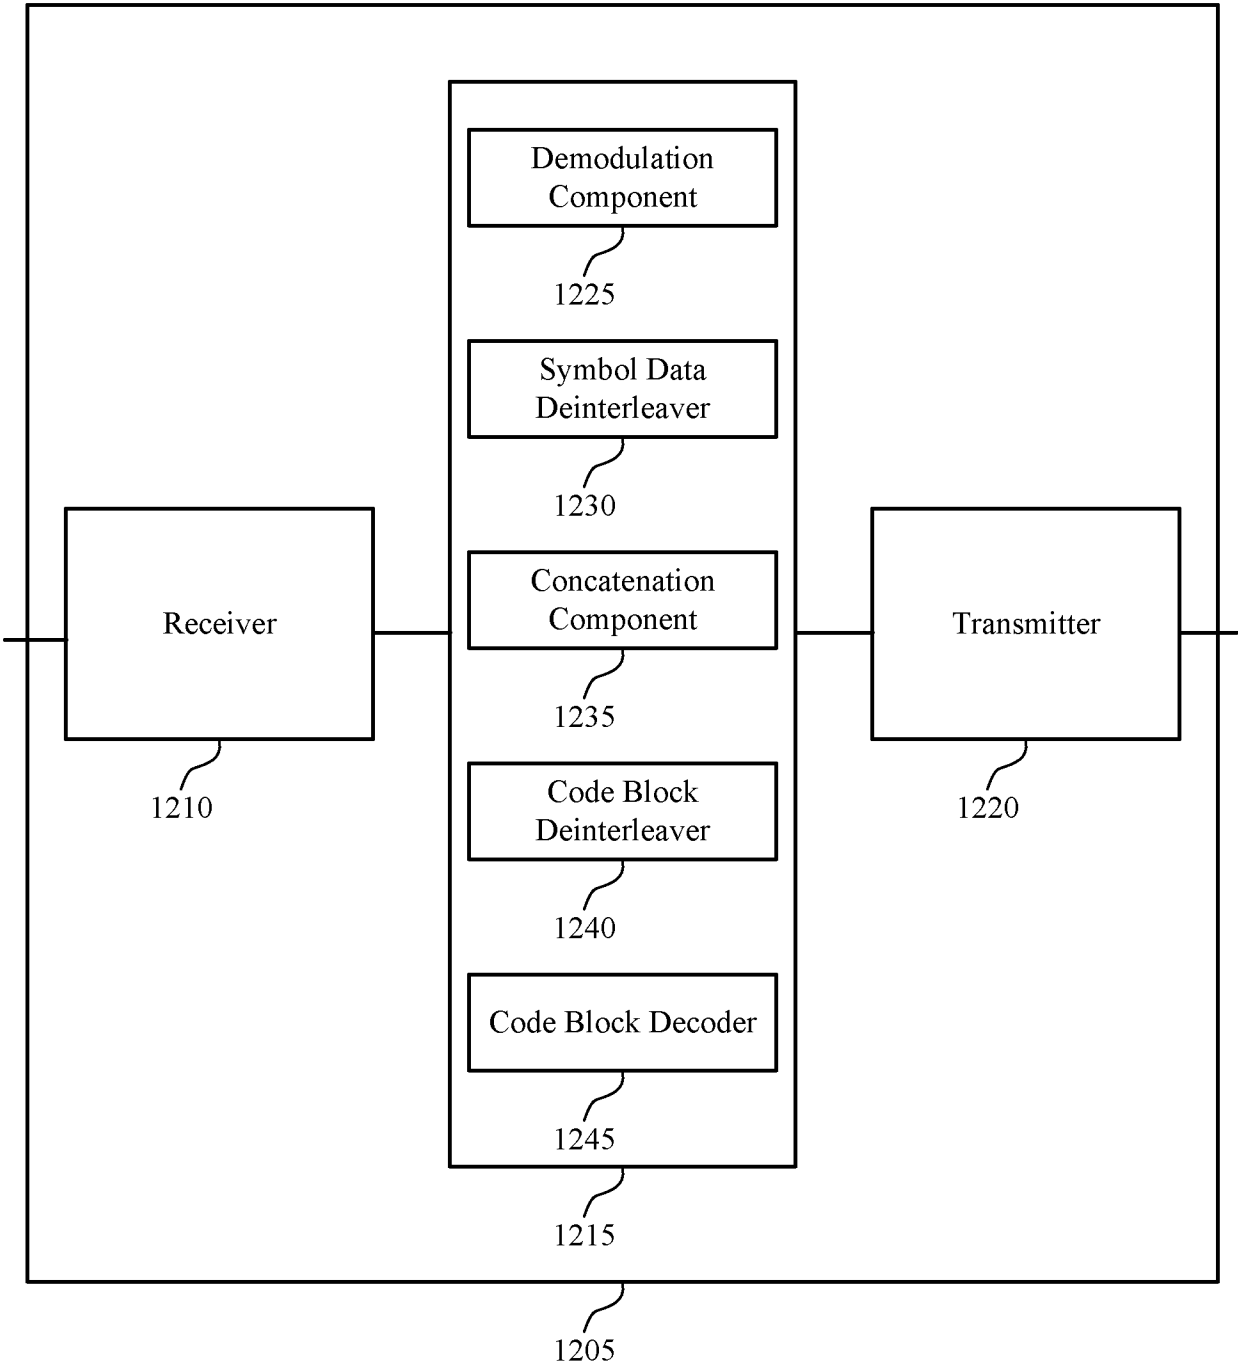 Demodulation
Component
1225
Symbol Data
Deinterleaver
1230
Receiver
1210
Concatenation
Component
1235
Transmitter
1220
Code Block
Deinterleaver
1240
Code Block Decoder
1245
1215
1205